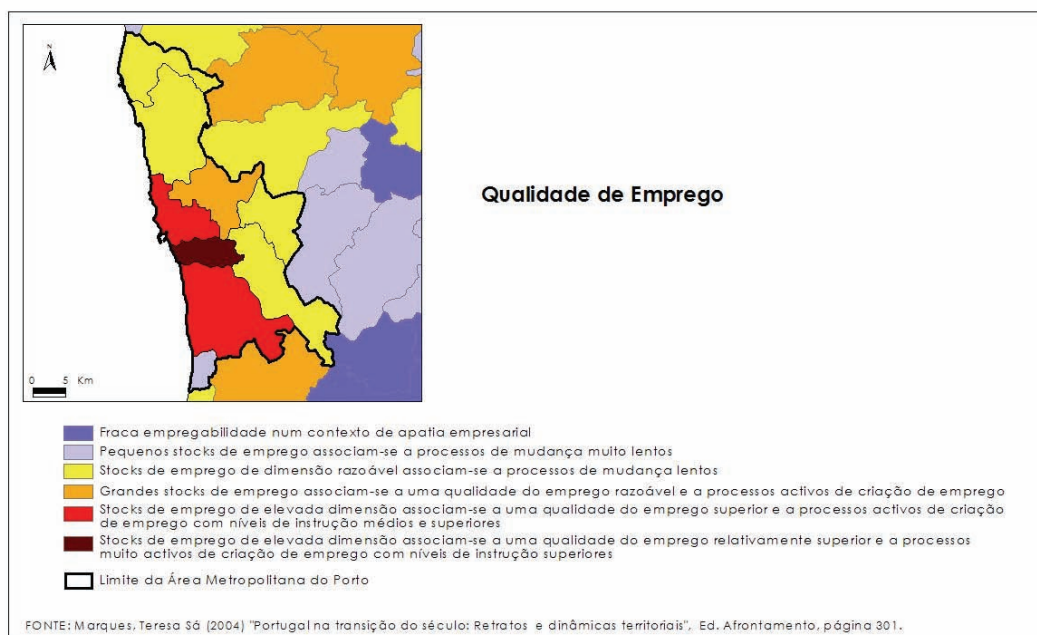 N
Qualidade de Emprego
0 5 Km
Fraca empregabilidade num contexto de apatia empresarial
Pequenos stocks de emprego associam-se a processos de mudança muito lentos
Stocks de emprego de dimensão razoável associam-se a processos de mudança lentos
Grandes stocks de emprego associam-se a uma qualidade do emprego razoável e a processos activos de criação de emprego
Stocks de emprego de elevada dimensão associam-se a uma qualidade do emprego superior e a processos activos de criação
de emprego com níveis de instrução médios e superiores
Stocks de emprego de elevada dimensão associam-se a uma qualidade do emprego relativamente superior e a processos
muito activos de criação de emprego com níveis de instrução superiores
Limite da Área Metropolitana do Porto
FONTE: Marques, Teresa Sá (2004) "Portugal na transição do século: Retratos e dinâmicas territoriais", Ed. Afrontamento, página 301.